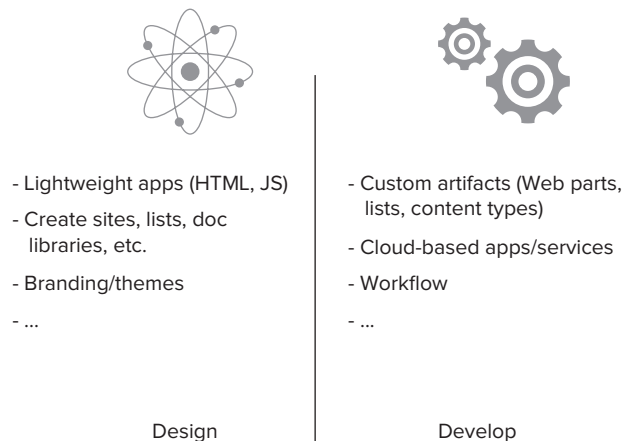 - Lightweight apps (HTML, JS)
- Create sites, lists, doc
libraries, etc.
- Branding/themes
- ...
Design
- Custom artifacts (Web parts,
lists, content types)
- Cloud-based apps/services
- Workflow
- ...
Develop